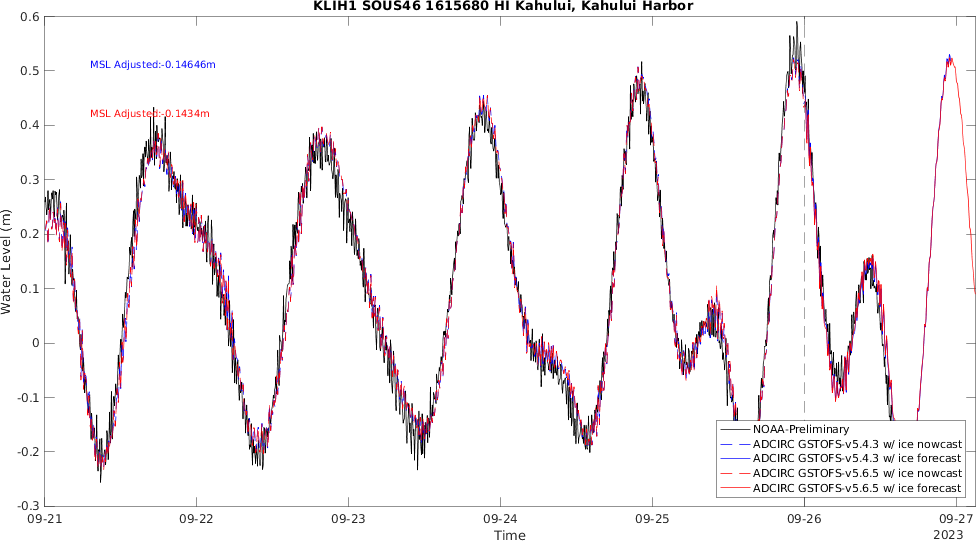 KLIH1 SOUS46 1615680 HI Kahului, Kahului Harbor
0.6
0.5
0.4
0.3
0.2
0.1
0
-0.1
-0.2
-0.3
Water Level (m)
MSL Adjusted:-0.14646m
MSL Adjusted:-0.1434m
NOAA-Preliminary
ADCIRC GSTOFS-v5.4.3 w/ ice nowcast
ADCIRC GSTOFS-v5.4.3 w/ ice forecast
ADCIRC GSTOFS-v5.6.5 w/ ice nowcast
ADCIRC GSTOFS-v5.6.5 w/ ice forecast
09-21 09-22 09-23 09-24 09-25 09-26 09-27
2023
Time